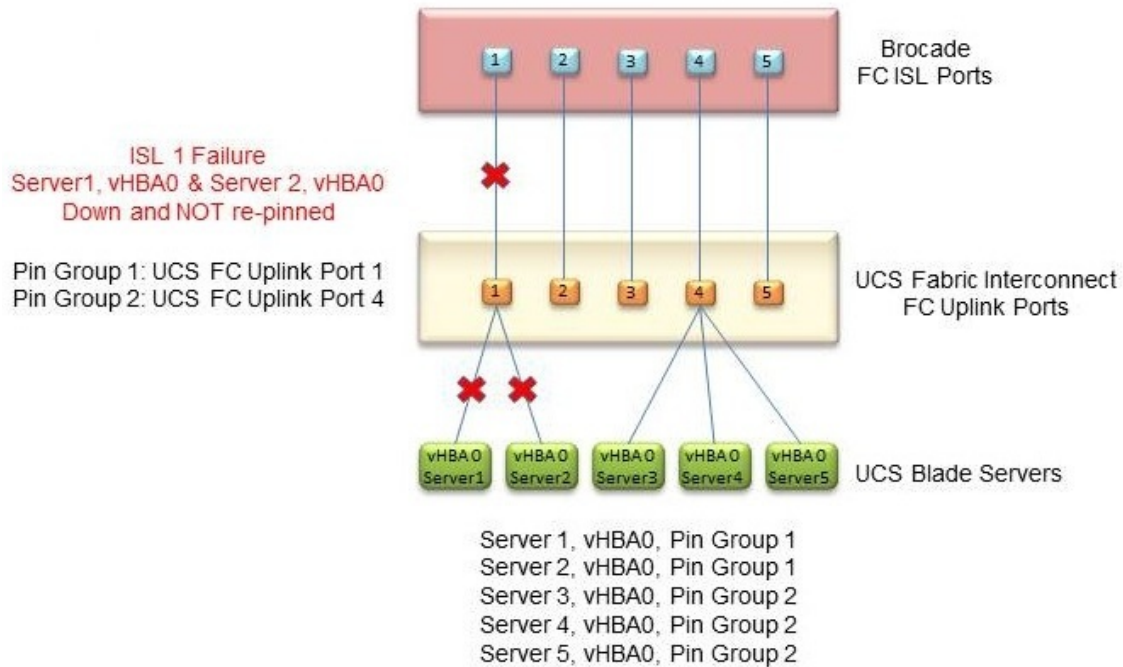 1
2
3
4
5
Brocade
FC ISL Ports
ISL 1 Failure
Server1, vHBA0 & Server 2, vHBA0
Down and NOT re-pinned
Pin Group 1: UCS FC Uplink Port 1
Pin Group 2: UCS FC Uplink Port 4
1
2
3
4
5
UCS Fabric Interconnect
FC Uplink Ports
vHBA0
Server1
vHBA0
Server2
vHBA0
Server3
vHBA0
Server4
vHBA0
Server5
UCS Blade Servers
Server 1, vHBA0, Pin Group 1
Server 2, vHBA0, Pin Group 1
Server 3, vHBA0, Pin Group 2
Server 4, vHBA0, Pin Group 2
Server 5, vHBA0, Pin Group 2